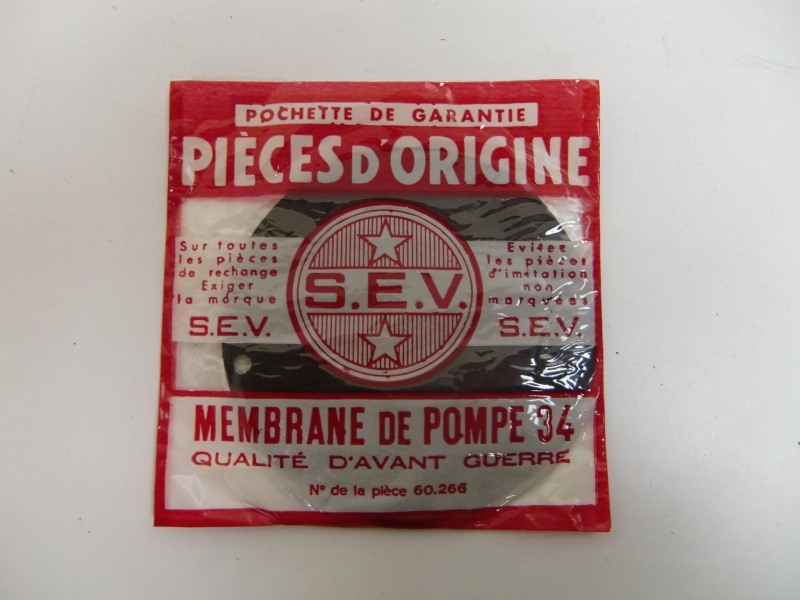 POCHETTE DE GARANTIE
PIÈCES D'ORIGINE
Sur toutes
les pièces
de rechange
Exiger
la marque
S.E.V.
S.E.V.
Evitez
les pièces
d'imitation
non
marquées
S.E.V.
MEMBRANE DE POMPE 34
QUALITÉ D'AVANT GUERRE
Nº de la pièce 60.266